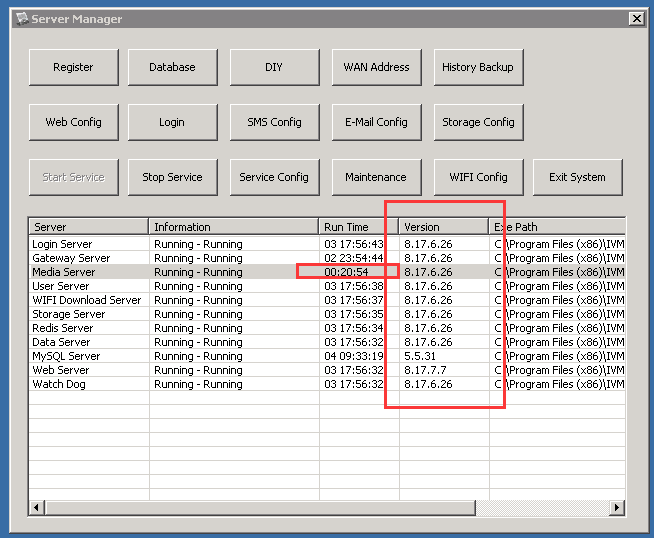 Server Manager
Register Database DIY WAN Address History Backup
Web Config Login SMS Config E-Mail Config Storage Config
Start Service Stop Service Service Config Maintenance WIFI Config Exit System
Server Information Run Time Version Exe Path
Login Server Running - Running 03 17:56:43 8.17.6.26 C:\Program Files (x86)\IVM
Gateway Server Running - Running 02 23:54:44 8.17.6.26 C:\Program Files (x86)\IVM
Media Server Running - Running 00:20:54 8.17.6.26 C:\Program Files (x86)\IVM
User Server Running - Running 03 17:56:38 8.17.6.26 C:\Program Files (x86)\IVM
WIFI Download Server Running - Running 03 17:56:37 8.17.6.26 C:\Program Files (x86)\IVM
Storage Server Running - Running 03 17:56:35 8.17.6.26 C:\Program Files (x86)\IVM
Redis Server Running - Running 03 17:56:34 8.17.6.26 C:\Program Files (x86)\IVM
Data Server Running - Running 03 17:56:32 8.17.6.26 C:\Program Files (x86)\IVM
MySQL Server Running - Running 04 09:33:19 5.5.31 C:\Program Files (x86)\IVM
Web Server Running - Running 03 17:56:32 8.17.7.7 C:\Program Files (x86)\IVM
Watch Dog Running - Running 03 17:56:32 8.17.6.26 C:\Program Files (x86)\IVM